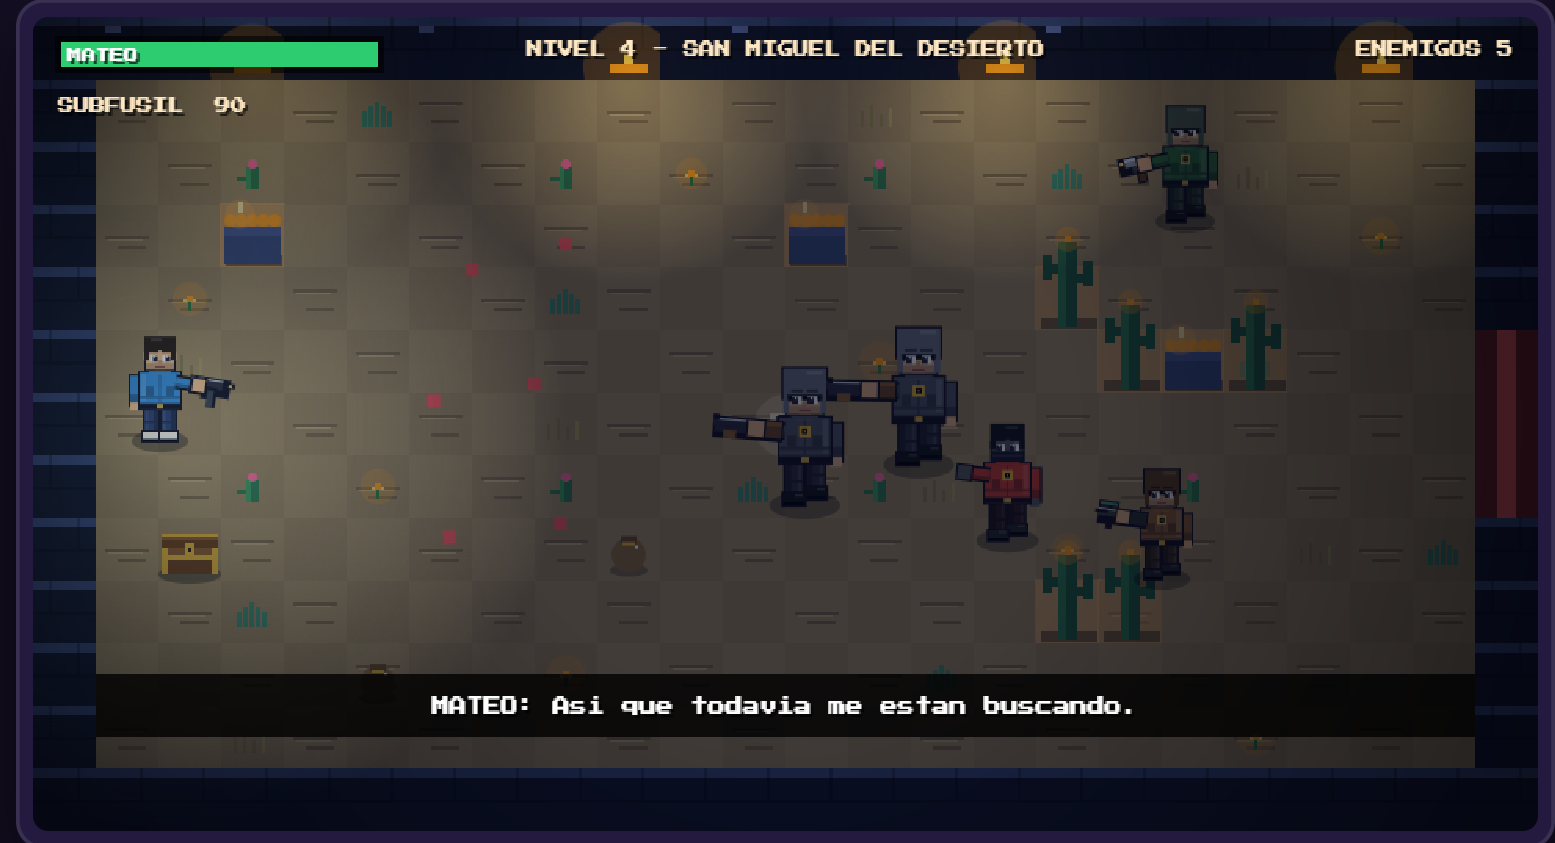 MATEO
NIVEL 4 - SAN MIGUEL DEL DESIERTO
ENEMIGOS 5
SUBFUSIL 90
MATEO: Asi que todavia me estan buscando.